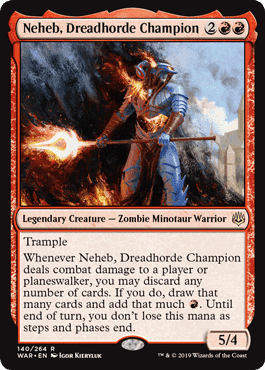 Neheb, Dreadhorde Champion 2
Legendary Creature — Zombie Minotaur Warrior
Trample
Whenever Neheb, Dreadhorde Champion
deals combat damage to a player or
planeswalker, you may discard any
number of cards. If you do, draw that
many cards and add that much . Until
end of turn, you don't lose this mana as
steps and phases end.
5/4
140/264 R
WAR • EN Igor Kieryluk
™ & © 2019 Wizards of the Coast